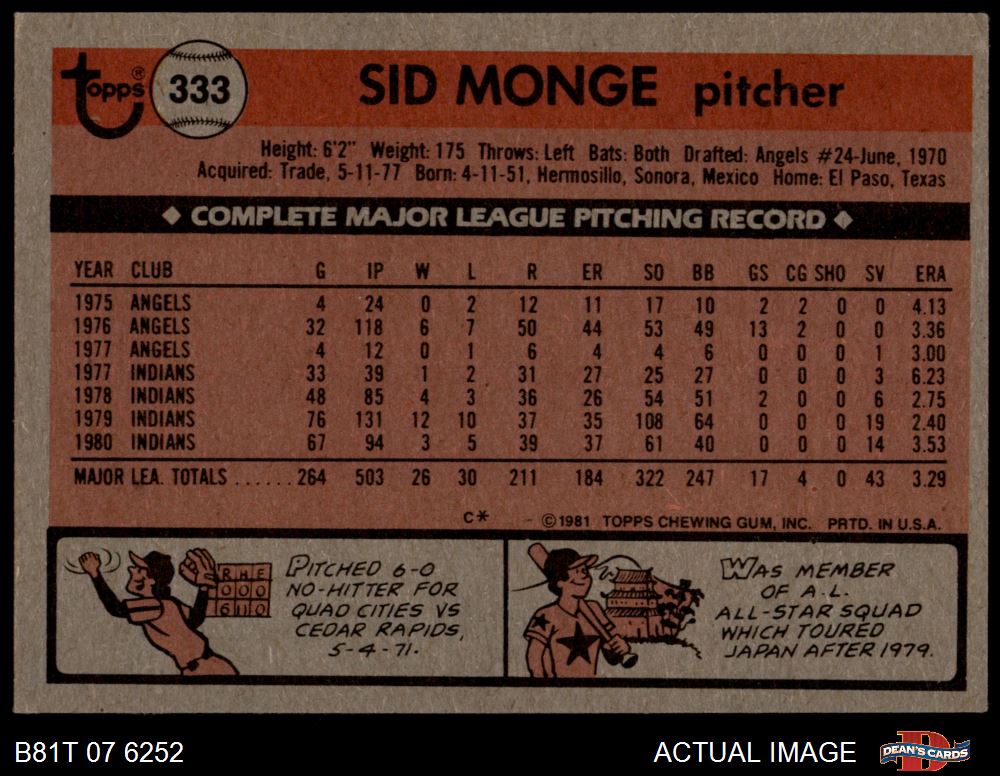 topps® 333 SID MONGE pitcher
Height: 6'2" Weight: 175 Throws: Left Bats: Both Drafted: Angels #24-June, 1970
Acquired: Trade, 5-11-77 Born: 4-11-51, Hermosillo, Sonora, Mexico Home: El Paso, Texas
◆ COMPLETE MAJOR LEAGUE PITCHING RECORD ◆
YEAR CLUB G IP W L R ER SO BB GS CG SHO SV ERA
1975 ANGELS 4 24 0 2 12 11 17 10 2 2 0 0 4.13
1976 ANGELS 32 118 6 7 50 44 53 49 13 2 0 0 3.36
1977 ANGELS 4 12 0 1 6 4 4 6 0 0 0 1 3.00
1977 INDIANS 33 39 1 2 31 27 25 27 0 0 0 3 6.23
1978 INDIANS 48 85 4 3 36 26 54 51 2 0 0 6 2.75
1979 INDIANS 76 131 12 10 37 35 108 64 0 0 0 19 2.40
1980 INDIANS 67 94 3 5 39 37 61 40 0 0 0 14 3.53
MAJOR LEA. TOTALS ...... 264 503 26 30 211 184 322 247 17 4 0 43 3.29
C* ©1981 TOPPS CHEWING GUM, INC. PRTD. IN U.S.A.
R H E
0 0 0
6 1 0
PITCHED 6-0
NO-HITTER FOR
QUAD CITIES VS
CEDAR RAPIDS,
5-4-71.
WAS MEMBER
OF A.L.
ALL-STAR SQUAD
WHICH TOURED
JAPAN AFTER 1979.
B81T 07 6252 ACTUAL IMAGE DEAN'S CARDS